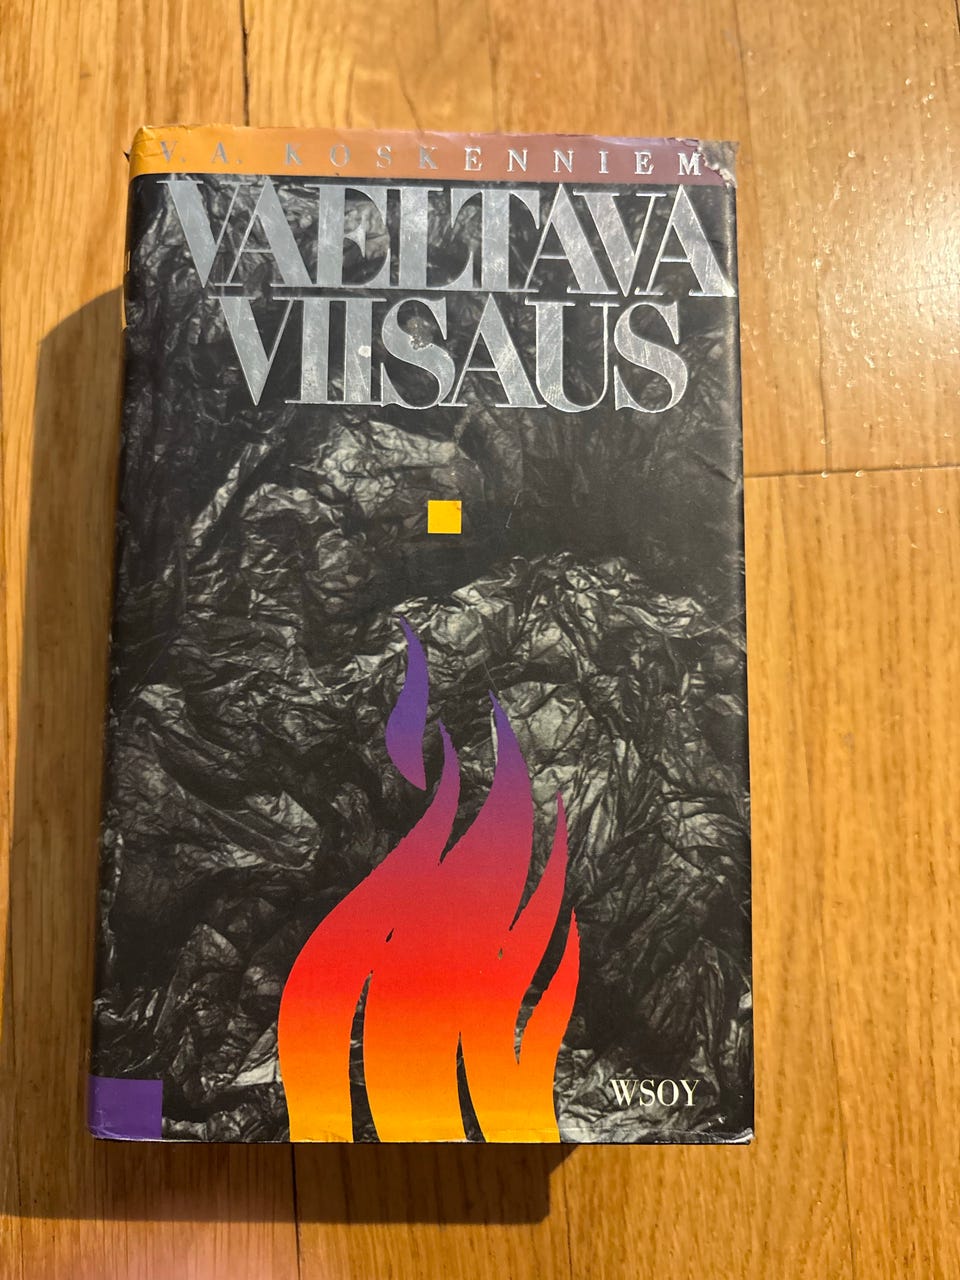 V. A. KOSKENNIEM
VAELTAVA
VIISAUS
WSOY